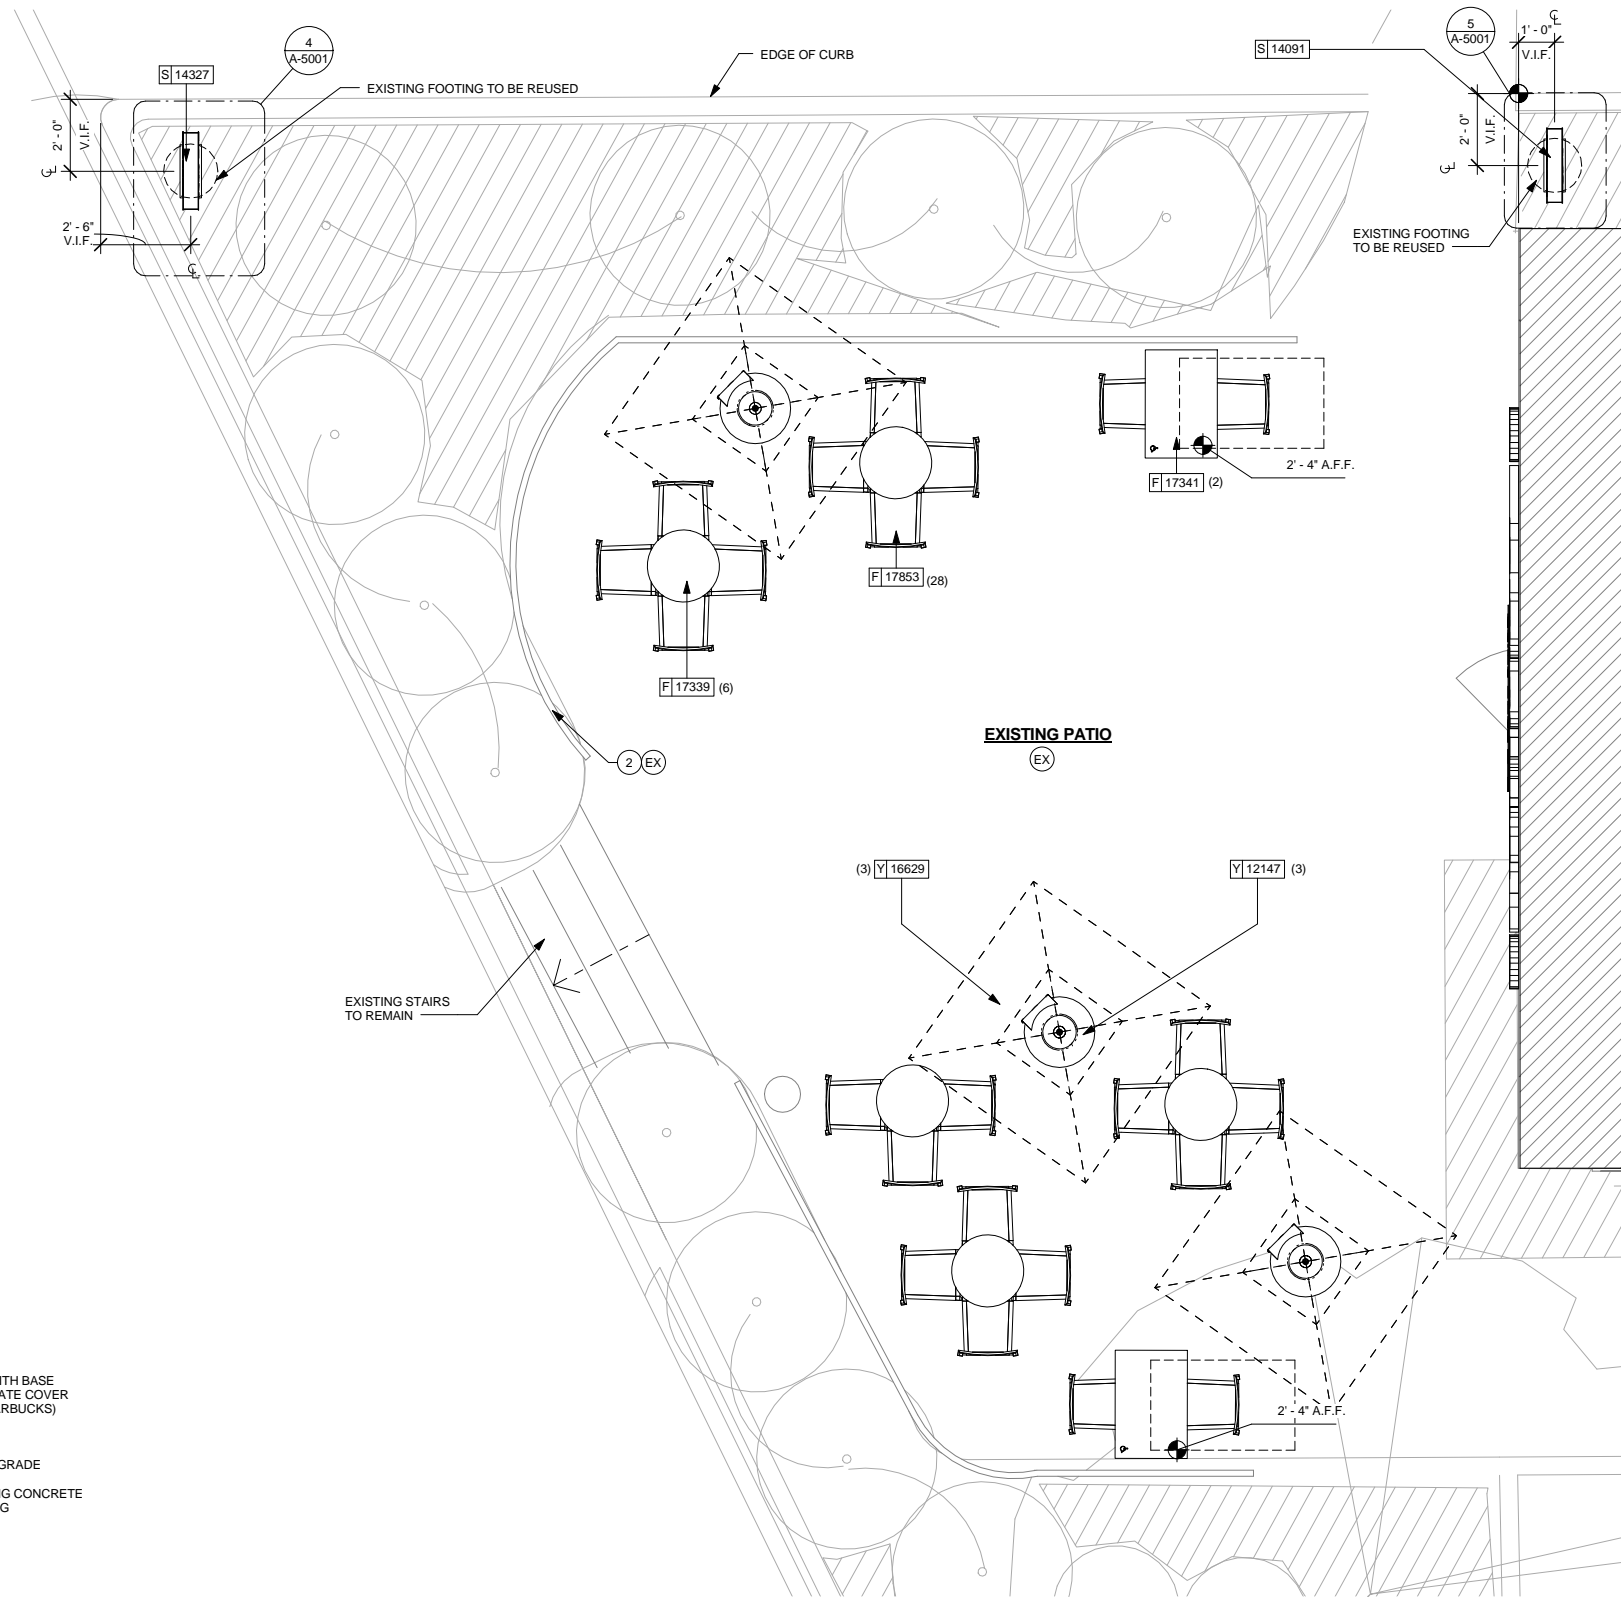 4
A-5001
5
A-5001
1' - 0"
V.I.F.
S 14327
EDGE OF CURB
S 14091
EXISTING FOOTING TO BE REUSED
2' - 0"
V.I.F.
2' - 0"
V.I.F.
2' - 6"
V.I.F.
EXISTING FOOTING
TO BE REUSED
2' - 4" A.F.F.
F 17341 (2)
F 17853 (28)
F 17339 (6)
EXISTING PATIO
EX
2 EX
(3) Y 16629
Y 12147 (3)
EXISTING STAIRS
TO REMAIN
2' - 4" A.F.F.
ITH BASE
ATE COVER
RBUCKS)
GRADE
G CONCRETE
G